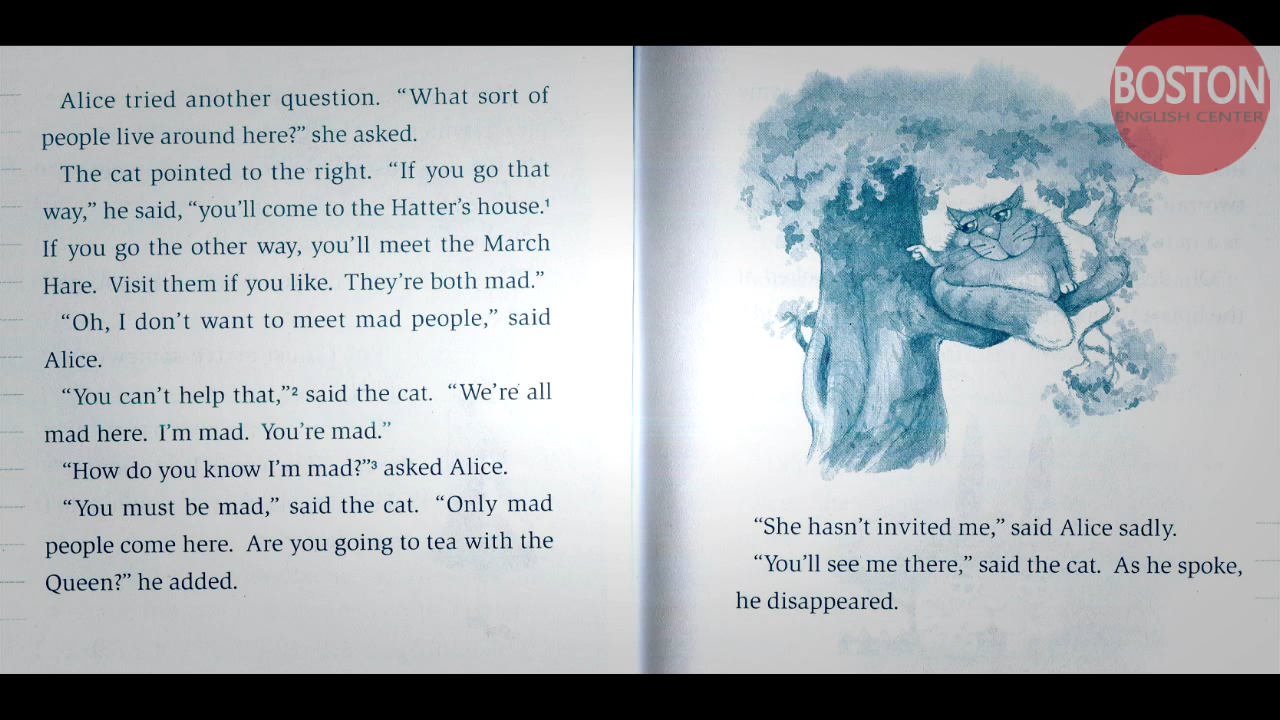 Alice tried another question. “What sort of
people live around here?” she asked.
The cat pointed to the right. “If you go that
way,” he said, “you’ll come to the Hatter’s house.¹
If you go the other way, you’ll meet the March
Hare. Visit them if you like. They’re both mad.”
“Oh, I don’t want to meet mad people,” said
Alice.
“You can’t help that,”² said the cat. “We’re all
mad here. I’m mad. You’re mad.”
“How do you know I’m mad?”³ asked Alice.
“You must be mad,” said the cat. “Only mad
people come here. Are you going to tea with the
Queen?” he added.
“She hasn’t invited me,” said Alice sadly.
“You’ll see me there,” said the cat. As he spoke,
he disappeared.
BOSTON
ENGLISH CENTER